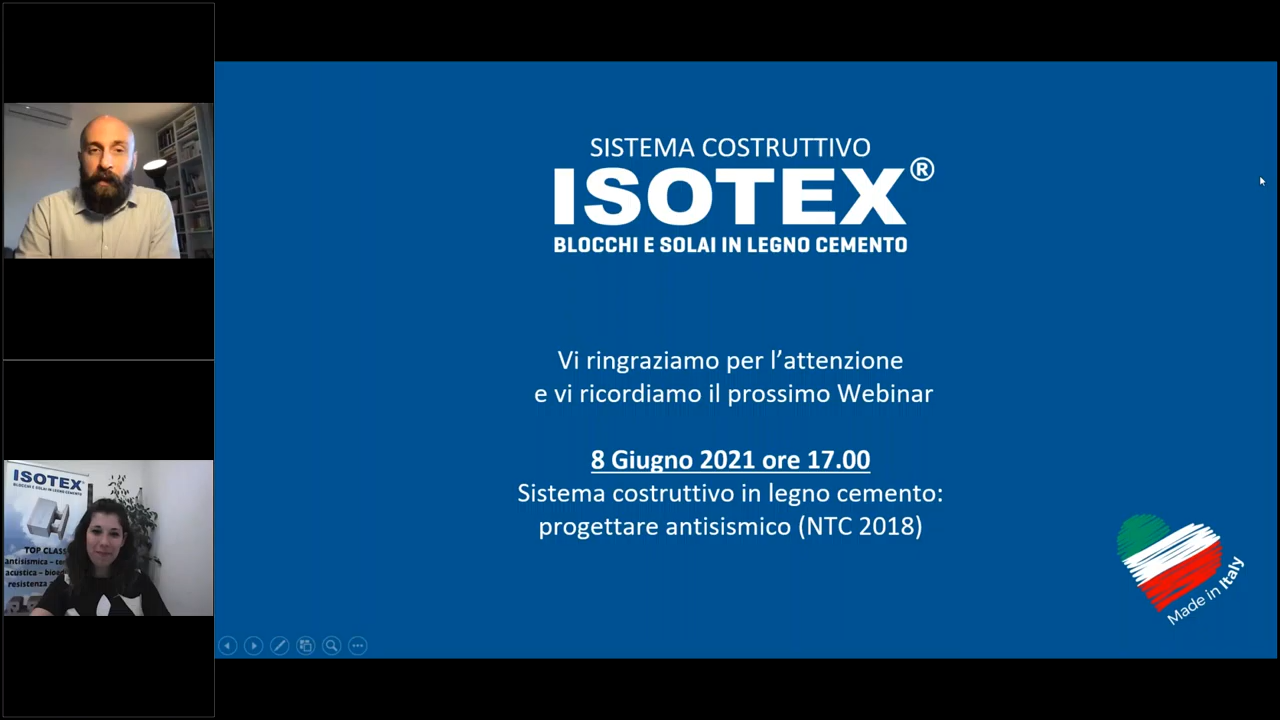 SISTEMA COSTRUTTIVO
ISOTEX®
BLOCCHI E SOLAI IN LEGNO CEMENTO
Vi ringraziamo per l’attenzione
e vi ricordiamo il prossimo Webinar
8 Giugno 2021 ore 17.00
Sistema costruttivo in legno cemento:
progettare antisismico (NTC 2018)
Made in Italy
ISOTEX
BLOCCHI E SOLAI IN LEGNO CEMENTO
TOP CLASS
antisismica –
acustica –
resistenza